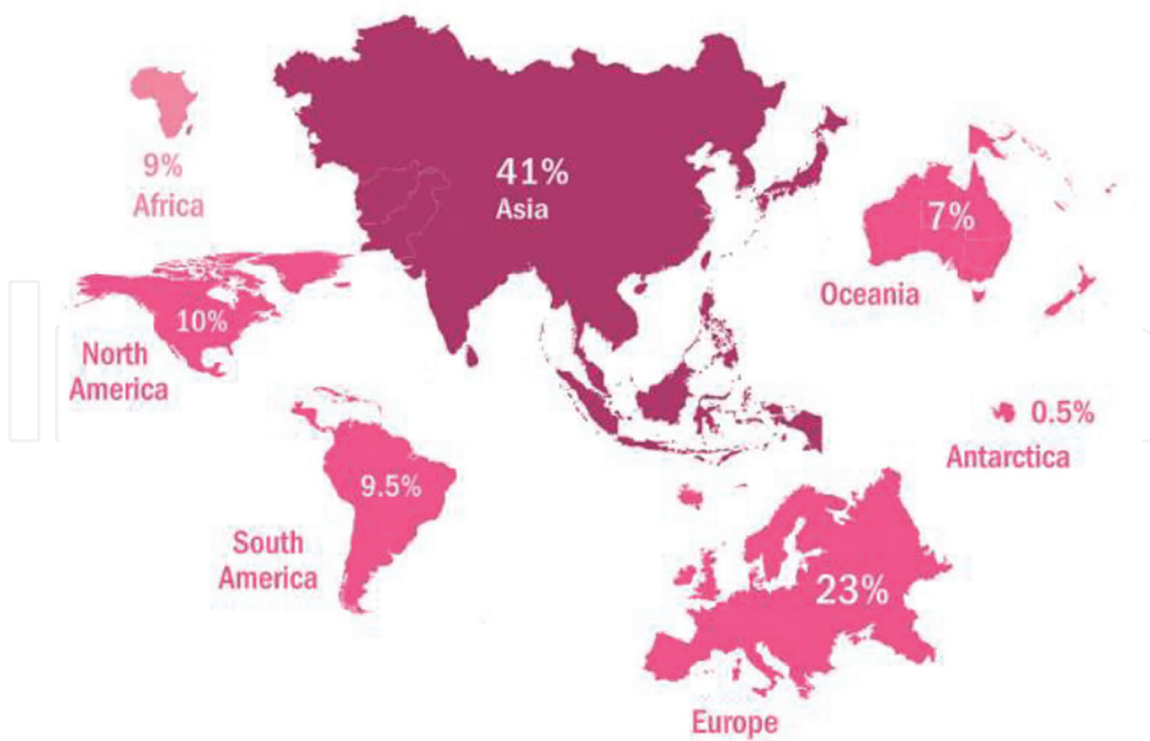 9%
Africa
41%
Asia
7%
Oceania
10%
North
America
9.5%
South
America
0.5%
Antarctica
23%
Europe